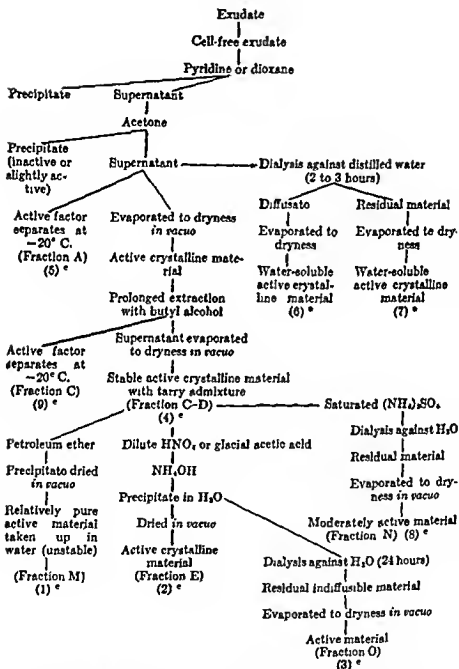 Exudate
Cell-free exudate
Pyridine or dioxane
Precipitate
Supernatant
Acetone
Precipitate
(inactive or
slightly ac-
tive)
Supernatant
Dialysis against distilled water
(2 to 3 hours)
Active factor
separates at
−20° C.
(Fraction A)
(5) e
Evaporated to dryness
in vacuo
Active crystalline mate-
rial
Prolonged extraction
with butyl alcohol
Supernatant evaporated
to dryness in vacuo
Diffusato
Evaporated to
dryness
Water-soluble
active crystal-
line material
(6) e
Residual material
Evaporated to dry-
ness
Water-soluble
active crystalline
material
(7) e
Active factor
separates at
−20° C.
(Fraction C)
(9) e
Stable active crystalline material
with tarry admixture
(Fraction C-D)
(4) e
Saturated (NH₄)₂SO₄
Dialysis against H₂O
Residual material
Evaporated to dry-
ness in vacuo
Moderately active material
(Fraction N) (8) e
Petroleum ether
Precipitato dried
in vacuo
Relatively pure
active material
taken up in
water (unstable)
(Fraction M)
(1) e
Dilute HNO₃ or glacial acetic acid
NH₄OH
Precipitate in H₂O
Dried in vacuo
Active crystalline
material
(Fraction E)
(2) e
Dialysis against H₂O (24 hours)
Residual indiffusible material
Evaporated to dryness in vacuo
Active material
(Fraction O)
(3) e